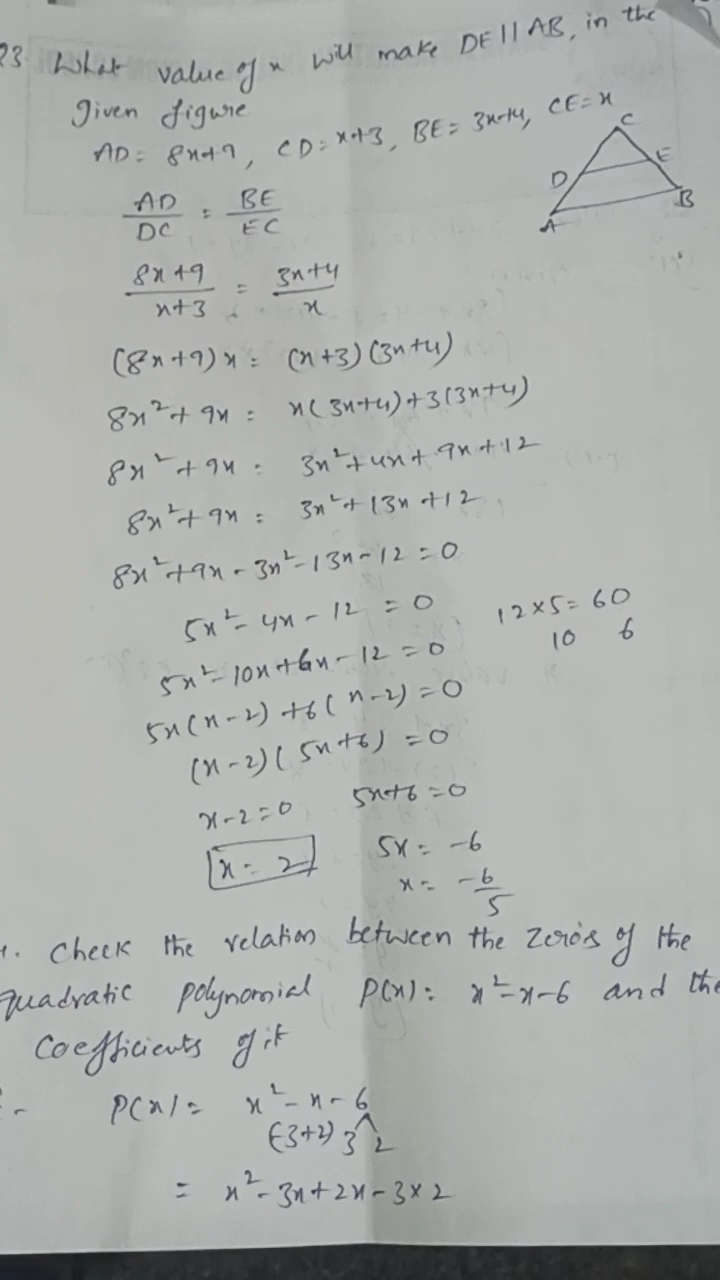 23. What value of x will make DE || AB, in the
given figure
AD = 8x+9, CD = x+3, BE = 3x+4, CE = x
C
D
E
A
B
AD/DC = BE/EC
8x+9/x+3 = 3x+4/x
(8x+9)x = (x+3)(3x+4)
8x²+9x = x(3x+4)+3(3x+4)
8x²+9x = 3x²+4x+9x+12
8x²+9x = 3x²+13x+12
8x²+9x-3x²-13x-12=0
5x²-4x-12=0
12×5=60
10 6
5x²-10x+6x-12=0
5x(x-2)+6(x-2)=0
(x-2)(5x+6)=0
x-2=0 5x+6=0
x=2 5x=-6
x=-6/5
. Check the relation between the zero's of the
quadratic polynomial P(x) = x²-x-6 and the
coefficients of it
P(x) = x²-x-6
(-3+2) 3 2
= x²-3x+2x-3×2